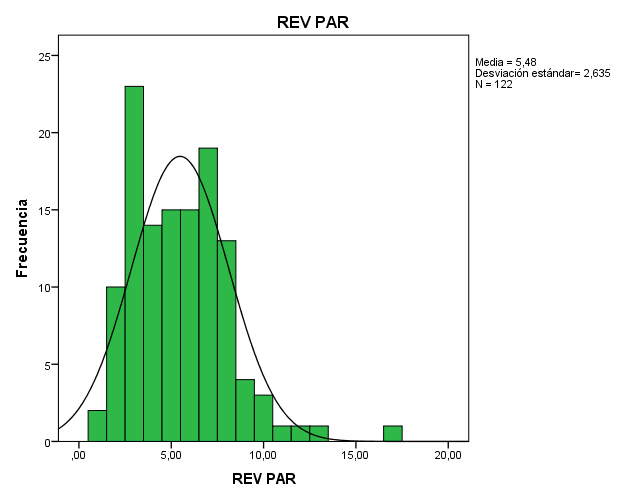 REV PAR
Media = 5,48
Desviación estándar= 2,635
N = 122
Frecuencia
25
20
15
10
5
0
,00 5,00 10,00 15,00 20,00
REV PAR